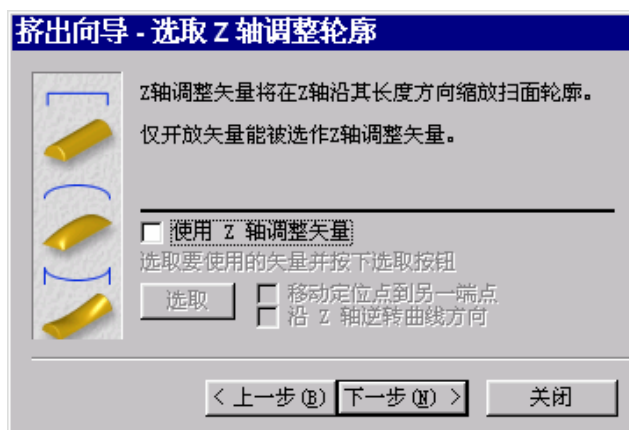 挤出向导 - 选取 Z 轴调整轮廓
Z轴调整矢量将在Z轴沿其长度方向缩放扫面轮廓。
仅开放矢量能被选作Z轴调整矢量。
使用 Z 轴调整矢量
选取要使用的矢量并按下选取按钮
选取
移动定位点到另一端点
沿 Z 轴逆转曲线方向
< 上一步(B) 下一步(N) > 关闭